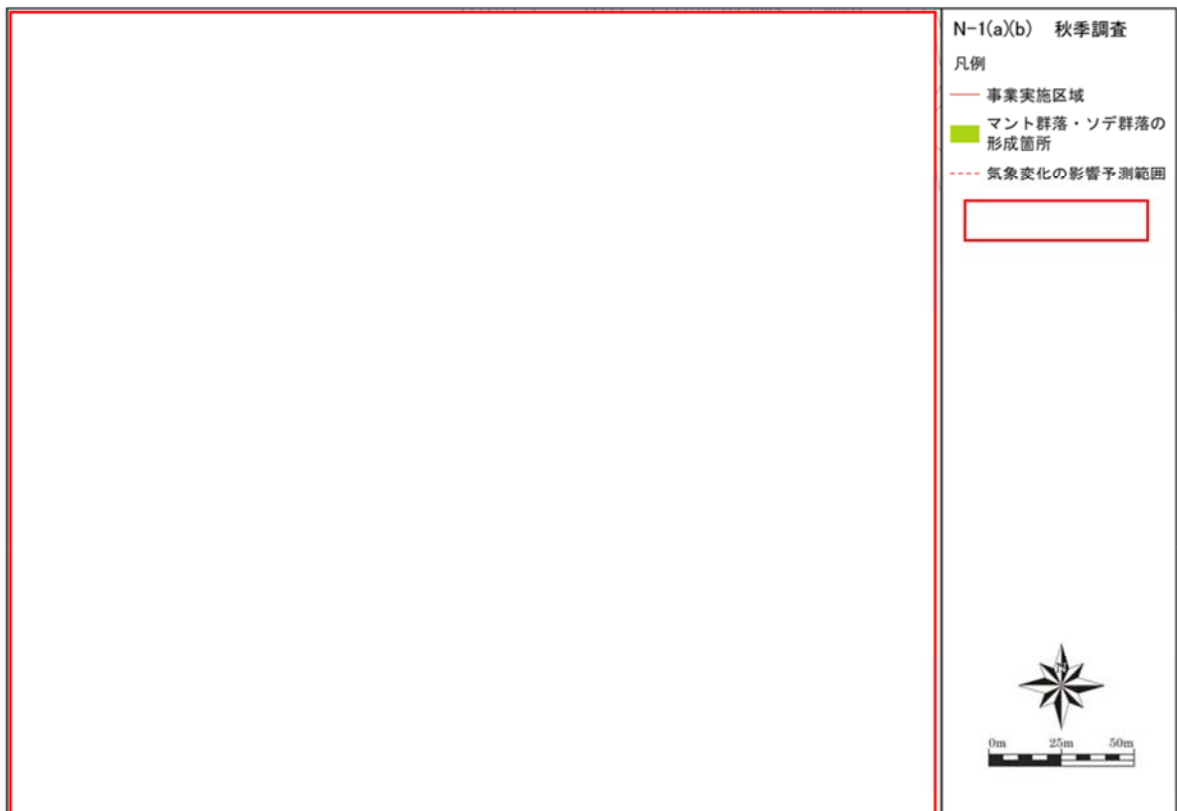 N-1(a)(b) 秋季調査
凡例
事業実施区域
マント群落・ソデ群落の
形成箇所
気象変化の影響予測範囲
N
0m 25m 50m